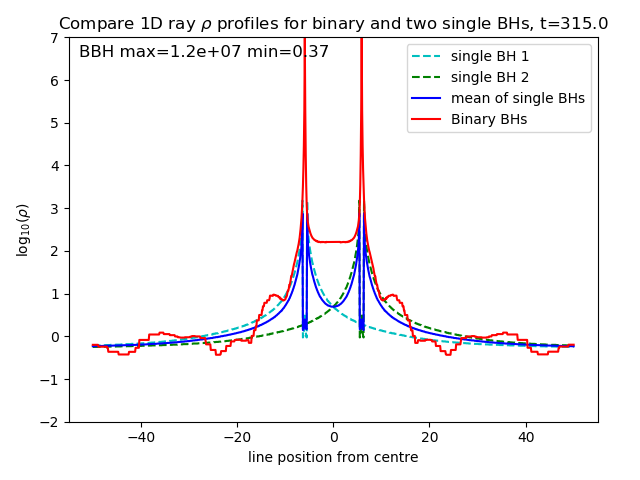 Compare 1D ray ρ profiles for binary and two single BHs, t=315.0
BBH max=1.2e+07 min=0.37
single BH 1
single BH 2
mean of single BHs
Binary BHs
log₁₀(ρ)
7
6
5
4
3
2
1
0
−1
−2
−40
−20
0
20
40
line position from centre